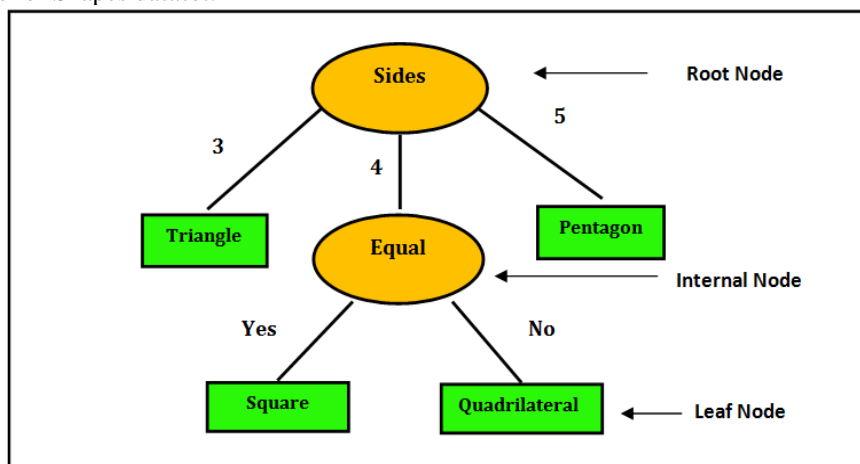 Sides
Root Node
5
3
4
Triangle
Pentagon
Equal
Internal Node
Yes
No
Square
Quadrilateral
Leaf Node